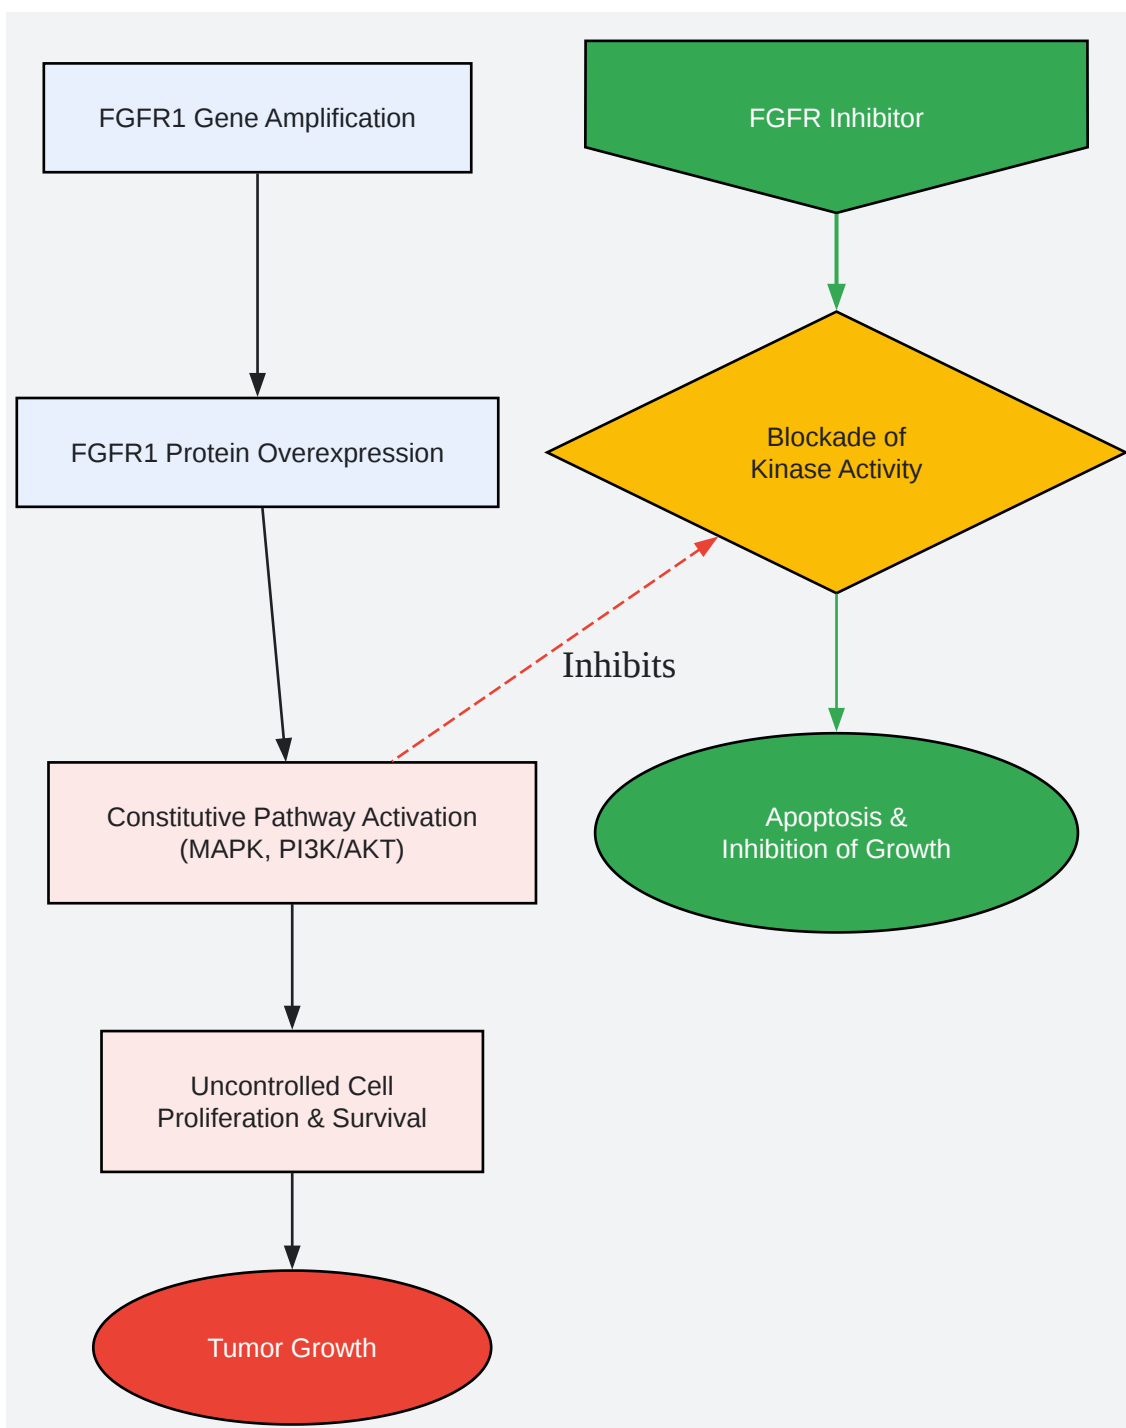 FGFR1 Gene Amplification
FGFR Inhibitor
FGFR1 Protein Overexpression
Blockade of
Kinase Activity
Inhibits
Constitutive Pathway Activation
(MAPK, PI3K/AKT)
Apoptosis &
Inhibition of Growth
Uncontrolled Cell
Proliferation & Survival
Tumor Growth